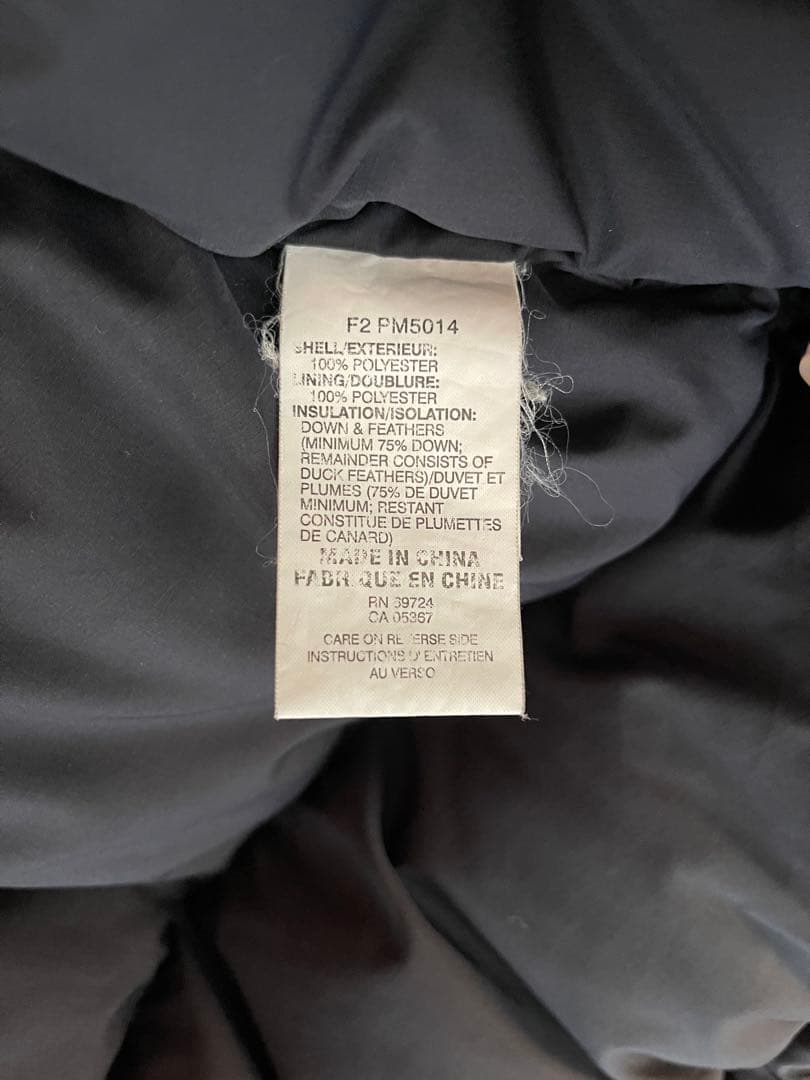 F2 PM5014
SHELL/EXTERIEUR:
100% POLYESTER
LINING/DOUBLURE:
100% POLYESTER
INSULATION/ISOLATION:
DOWN & FEATHERS
(MINIMUM 75% DOWN;
REMAINDER CONSISTS OF
DUCK FEATHERS)/DUVET ET
PLUMES (75% DE DUVET
MINIMUM; RESTANT
CONSTITUE DE PLUMETTES
DE CANARD)
MADE IN CHINA
FABRIQUE EN CHINE
RN 69724
CA 05367
CARE ON REVERSE SIDE
INSTRUCTIONS D'ENTRETIEN
AU VERSO